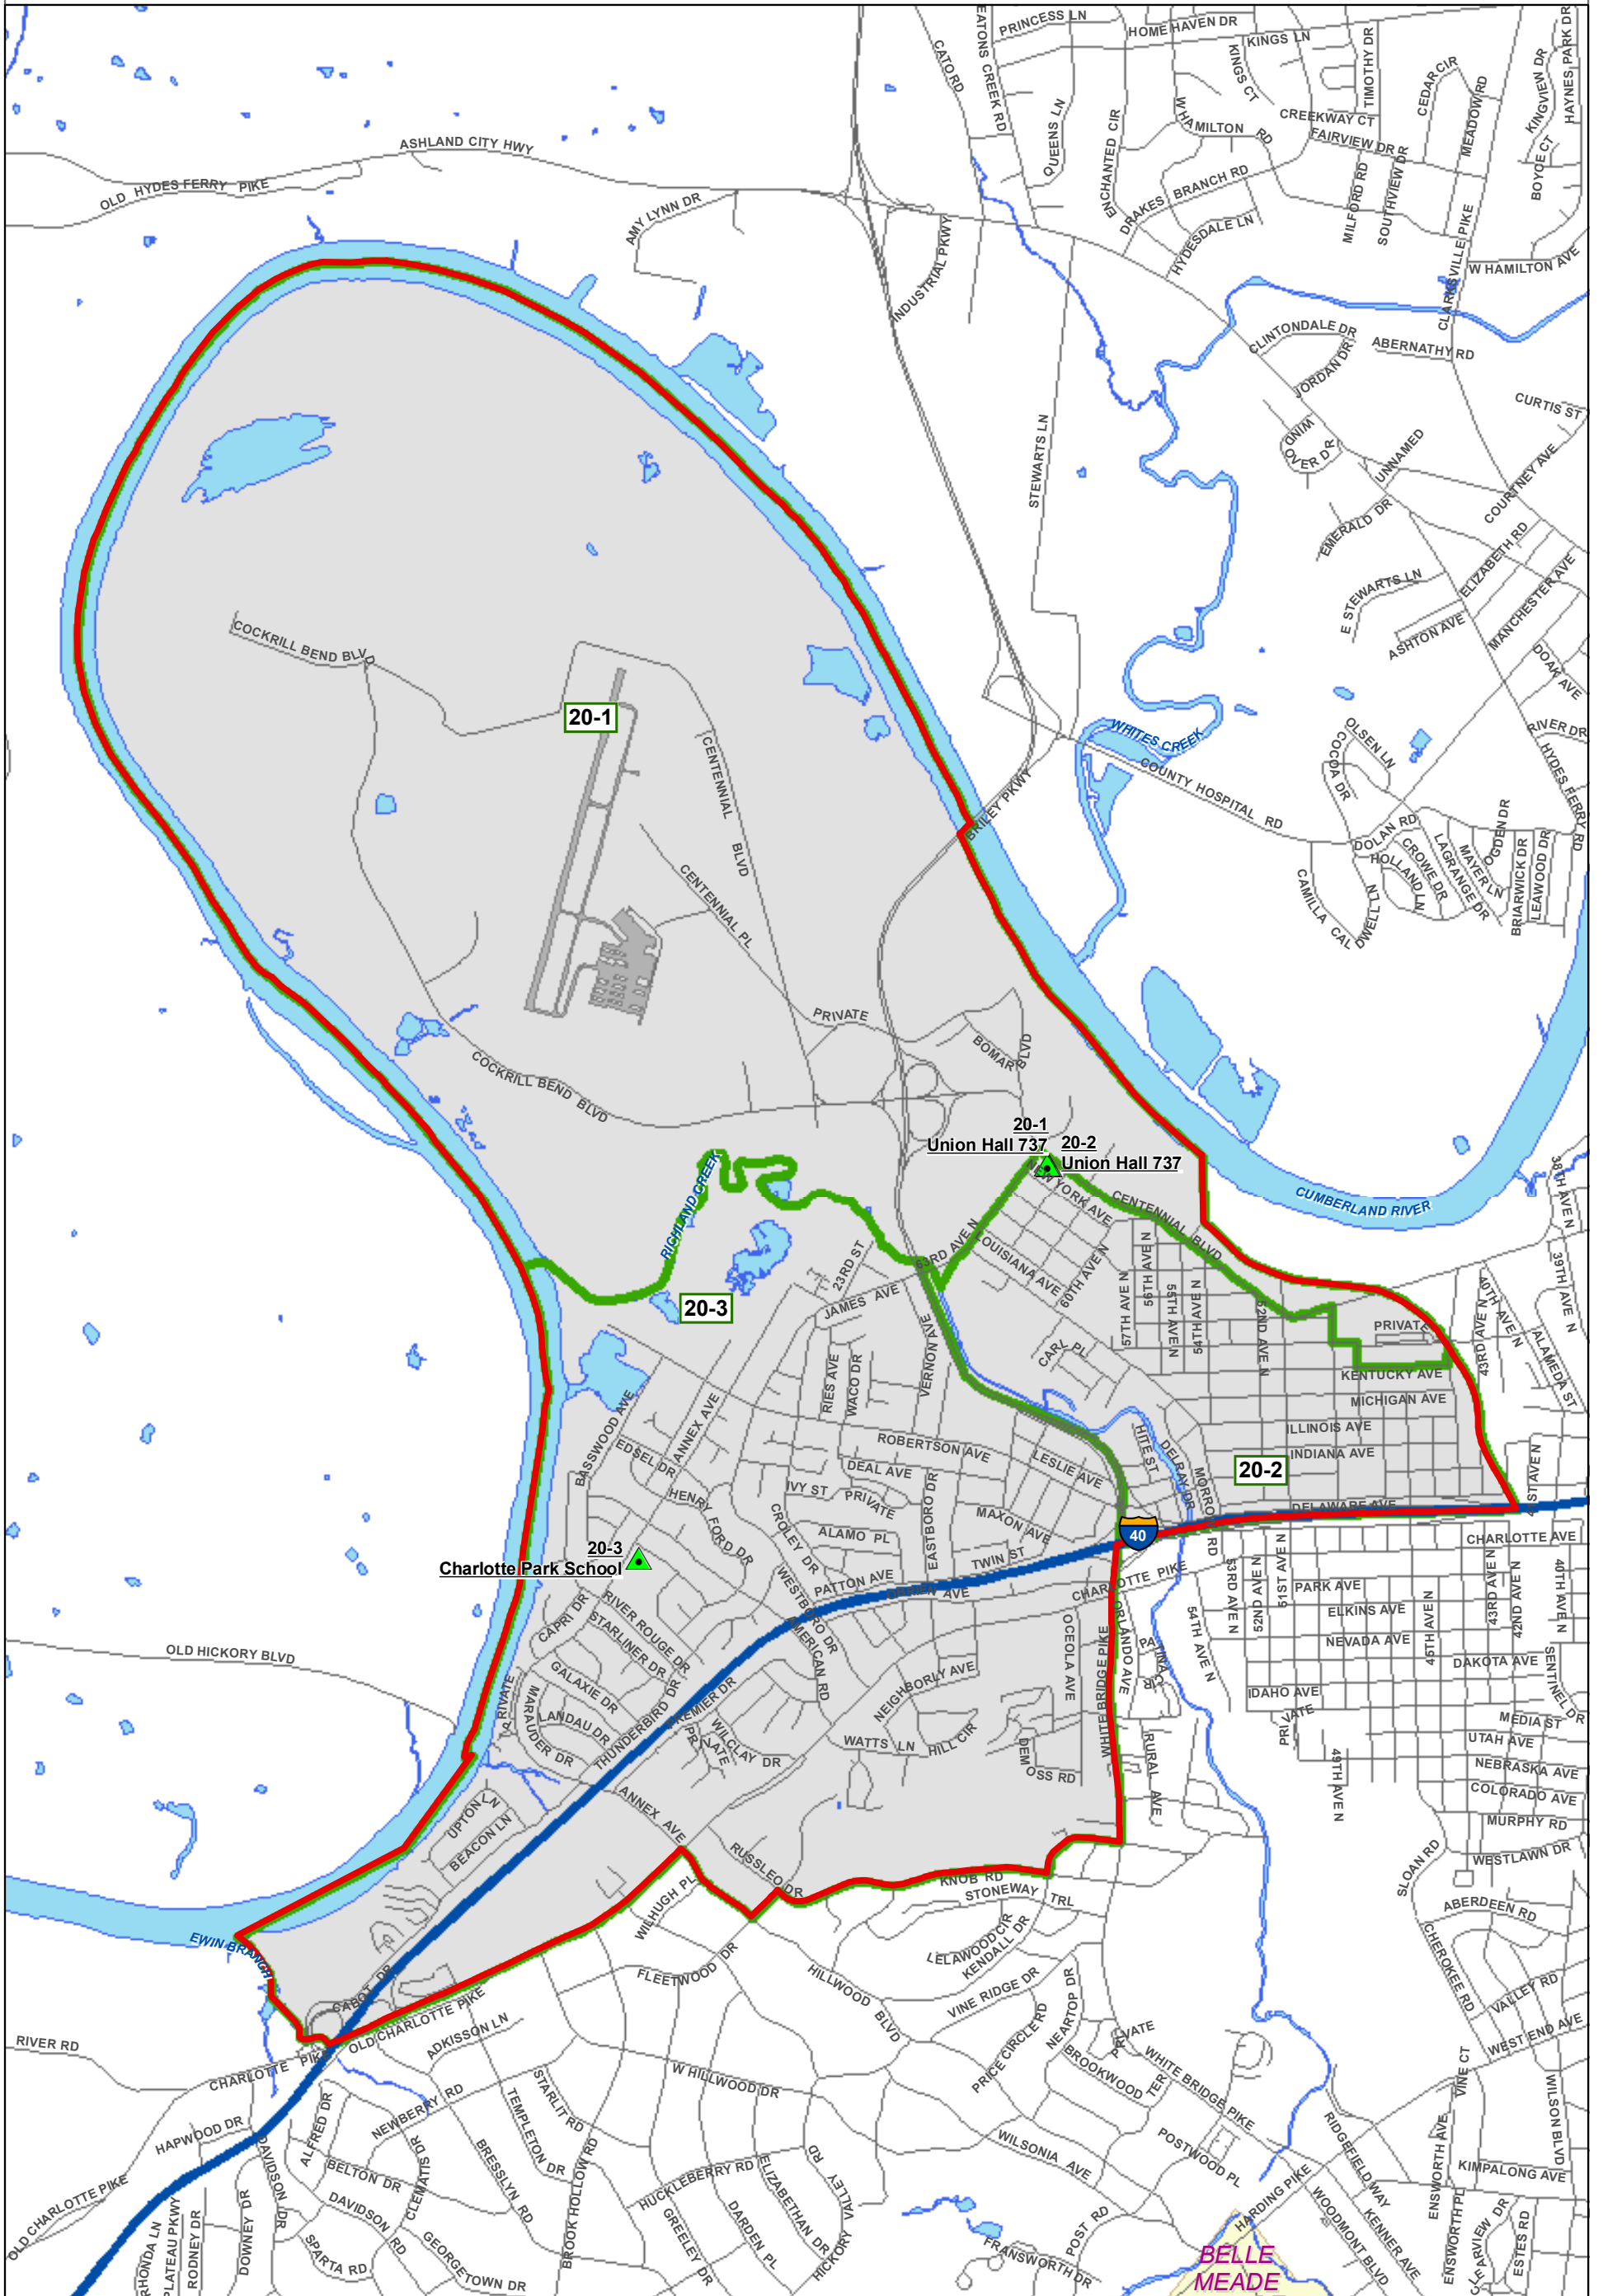 PRINCESS LN
HOME HAVEN DR
KINGS LN
EATONS CREEK RD
CATO RD
KINGS CT
TIMOTHY DR
CEDAR CIR
MEADOW RD
KINGVIEW DR
HAYNES PARK DR
QUEENS LN
ENCHANTED CIR
W HAMILTON RD
CREEKWAY CT
FAIRVIEW DR
BOYCE CT
ASHLAND CITY HWY
OLD HYDES FERRY PIKE
AMY LYNN DR
INDUSTRIAL PKWY
DRAKES BRANCH RD
HYDESDALE LN
MILFORD RD
SOUTHVIEW DR
CLARKSVILLE PIKE
W HAMILTON AVE
CLINTONDALE DR
JORDAN DR
ABERNATHY RD
CURTIS ST
STEWARTS LN
WIND OVER DR
UNNAMED
EMERALD DR
COURTNEY AVE
ELIZABETH RD
MANCHESTER AVE
E STEWARTS LN
ASHTON AVE
DOAK AVE
COCKRILL BEND BLVD
20-1
CENTENNIAL BLVD
WHITES CREEK
COUNTY HOSPITAL RD
BRILEY PKWY
OLSEN LN
COCOA DR
RIVER DR
HYDES FERRY RD
DOLAN RD
HOLLAND LN
CROWE DR
LAGRANGE DR
MAYER LN
OGDEN DR
BRIARWICK DR
LEAWOOD DR
CAMILLA CALDWELL LN
CENTENNIAL PL
PRIVATE
BOMAR BLVD
COCKRILL BEND BLVD
20-1
Union Hall 737
20-2
Union Hall 737
RICHLAND CREEK
NEW YORK AVE
CENTENNIAL BLVD
CUMBERLAND RIVER
38TH AVE N
39TH AVE N
40TH AVE N
43RD AVE N
ALAMEDA ST
63RD AVE N
LOUISIANA AVE
60TH AVE N
57TH AVE N
56TH AVE N
55TH AVE N
54TH AVE N
52ND AVE N
20-3
23RD ST
JAMES AVE
VERNON AVE
CARL PL
PRIVATE
KENTUCKY AVE
MICHIGAN AVE
ILLINOIS AVE
INDIANA AVE
20-2
DELAWARE AVE
41ST AVE N
RIES AVE
WACO DR
BASSWOOD AVE
ANNEX AVE
EDSEL DR
HENRY FORD DR
ROBERTSON AVE
DEAL AVE
LESLIE AVE
HITE ST
DELRAY DR
MORROW RD
IVY ST
PRIVATE
EASTBORO DR
MAXON AVE
ALAMO PL
CROLEY DR
TWIN ST
40
20-3
Charlotte Park School
PATTON AVE
WESTBORO DR
CHARLOTTE PIKE
CHARLOTTE AVE
53RD AVE N
52ND AVE N
51ST AVE N
PARK AVE
ELKINS AVE
NEVADA AVE
DAKOTA AVE
43RD AVE N
42ND AVE N
40TH AVE N
45TH AVE N
54TH AVE N
IDAHO AVE
PRIVATE
SENTINEL DR
MEDIA ST
UTAH AVE
NEBRASKA AVE
COLORADO AVE
MURPHY RD
49TH AVE N
OLD HICKORY BLVD
CAPRI DR
RIVER ROUGE DR
STARLINER DR
GALAXIE DR
LANDAU DR
MARAUDER DR
PRIVATE
THUNDERBIRD DR
PREMIER DR
PRIVATE
WILCLAY DR
AMERICAN RD
NEIGHBORLY AVE
WATTS LN
HILL CIR
OCEOLA AVE
ORLANDO AVE
WHITE BRIDGE PIKE
DEMOSS RD
RURAL AVE
UPTON LN
BEACON LN
ANNEX AVE
RUSSLEO DR
WILHUGH PL
KNOB RD
STONEWAY TRL
SLOAN RD
WESTLAWN DR
ABERDEEN RD
CHEROKEE RD
VALLEY RD
WEST END AVE
EWIN BRANCH
CABOT DR
OLD CHARLOTTE PIKE
ADKISSON LN
FLEETWOOD DR
HILLWOOD BLVD
LELAWOOD CIR
KENDALL DR
VINE RIDGE DR
NEARTOP DR
PRICE CIRCLE RD
BROOKWOOD TER
PRIVATE
WHITE BRIDGE PIKE
RIVER RD
CHARLOTTE PIKE
HAPWOOD DR
DAVIDSON DR
ALFRED DR
NEWBERRY RD
BELTON DR
CLEMATIS DR
DAVIDSON RD
TEMPLETON DR
STARLIT RD
BRESSLYN RD
W HILLWOOD DR
BROOK HOLLOW RD
HUCKLEBERRY RD
GREELEY DR
DARDEN PL
ELIZABETHAN DR
HICKORY VALLEY RD
WILSONIA AVE
POSTWOOD PL
POST RD
FRANSWORTH DR
HARDING PIKE
RIDGEFIELD WAY
KENNER AVE
WOODMONT BLVD
VINE CT
ENSWORTH AVE
ENSWORTH PL
KIMPALONG AVE
WILSON BLVD
CLEARVIEW DR
ESTES RD
OLD CHARLOTTE PIKE
RHONDA LN
PLATEAU PKWY
RODNEY DR
DOWNEY DR
SPARTA RD
GEORGETOWN DR
BELLE
MEADE